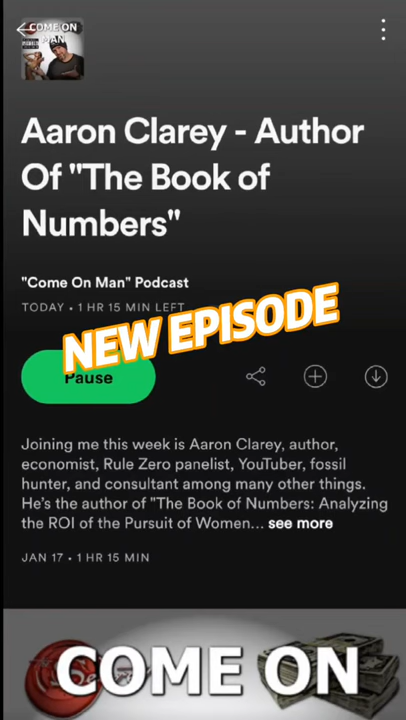 COME ON
MAN
Aaron Clarey - Author
Of "The Book of
Numbers"
"Come On Man" Podcast
TODAY • 1 HR 15 MIN LEFT
NEW EPISODE
Pause
Joining me this week is Aaron Clarey, author,
economist, Rule Zero panelist, YouTuber, fossil
hunter, and consultant among many other things.
He's the author of "The Book of Numbers: Analyzing
the ROI of the Pursuit of Women... see more
JAN 17 • 1 HR 15 MIN
COME ON